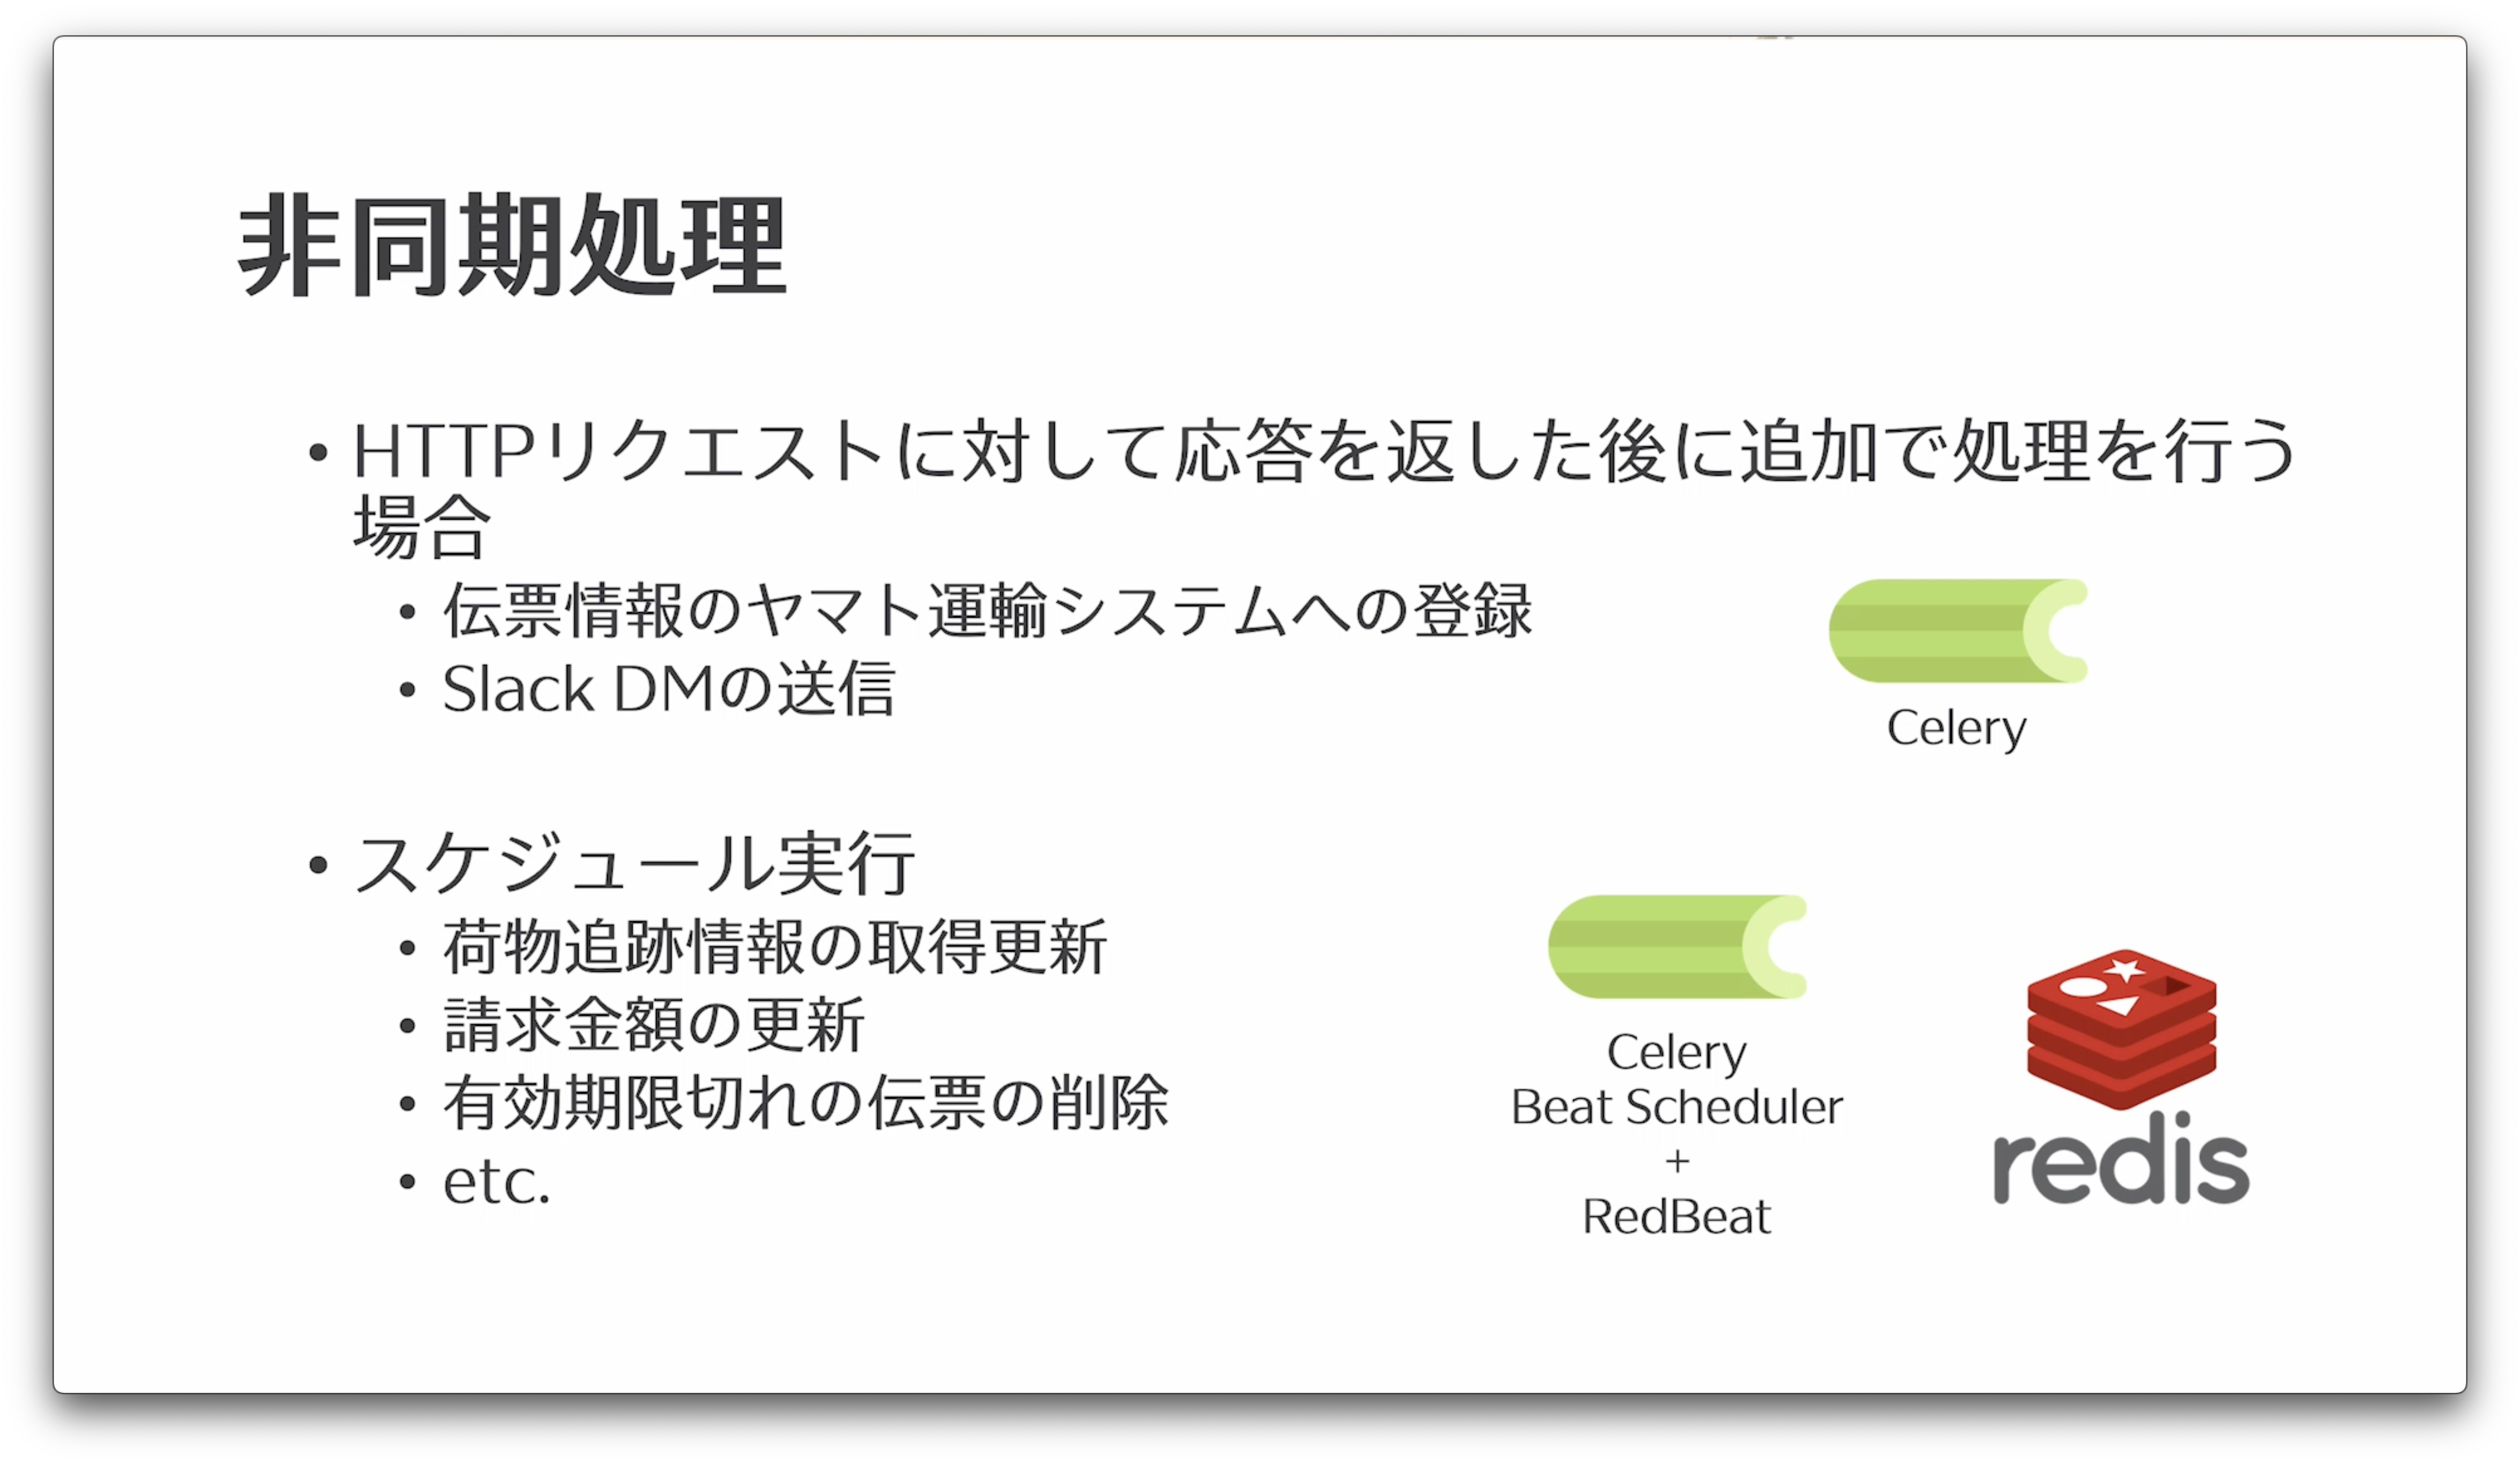 非同期処理
• HTTPリクエストに対して応答を返した後に追加で処理を行う
場合
• 伝票情報のヤマト運輸システムへの登録
• Slack DMの送信
Celery
• スケジュール実行
• 荷物追跡情報の取得更新
• 請求金額の更新
• 有効期限切れの伝票の削除
• etc.
Celery
Beat Scheduler
+
RedBeat
redis